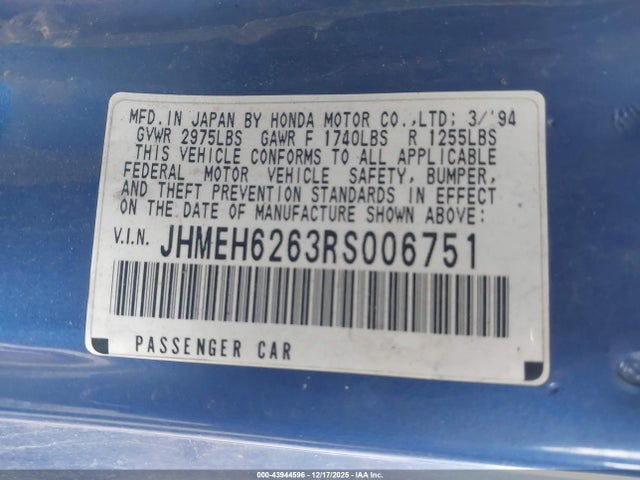 MFD. IN JAPAN BY HONDA MOTOR CO., LTD; 3/'94
GVWR 2975LBS GAWR F 1740LBS R 1255LBS
THIS VEHICLE CONFORMS TO ALL APPLICABLE
FEDERAL MOTOR VEHICLE SAFETY, BUMPER,
AND THEFT PREVENTION STANDARDS IN EFFECT
ON THE DATE OF MANUFACTURE SHOWN ABOVE:
V.I.N. JHMEH6263RS006751
PASSENGER CAR
000-43944596 - 12/17/2025 - IAAI.COM